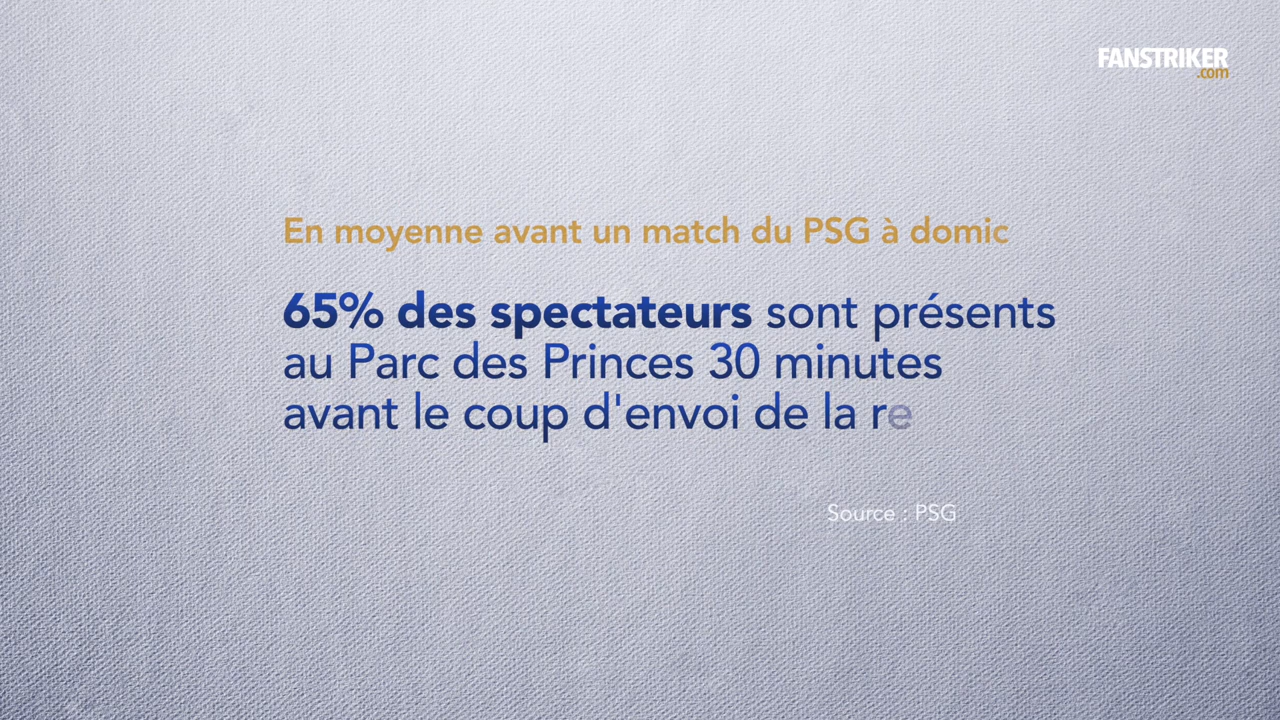 FANSTRIKER
.com
En moyenne avant un match du PSG à domic
65% des spectateurs sont présents
au Parc des Princes 30 minutes
avant le coup d'envoi de la re
Source : PSG